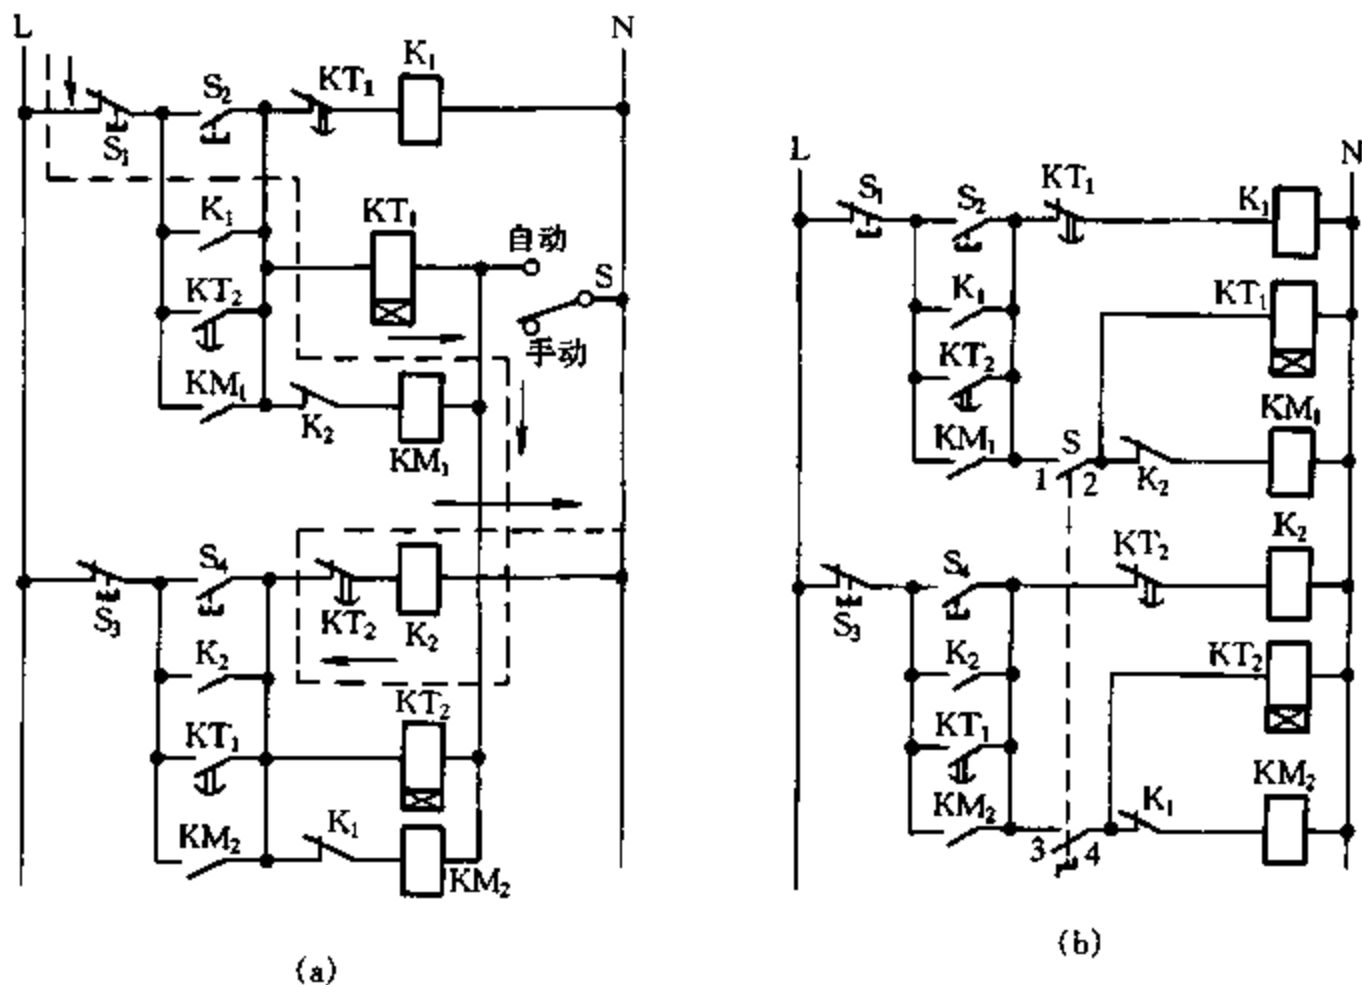 L
N
K₁
S₂
KT₁
S₁
K₁
KT₁
自动
S
KT₂
手动
KM₁
K₂
KM₁
S₄
S₃
KT₂
K₂
K₂
KT₂
KT₁
K₁
KM₂
KM₂
(a)
L
N
S₁
S₂
KT₁
K₁
K₁
KT₁
KT₂
KM₁
KM₁
S
1
2
K₂
K₂
S₄
KT₂
S₃
K₂
KT₂
KT₁
KM₂
KM₂
K₁
3
4
(b)